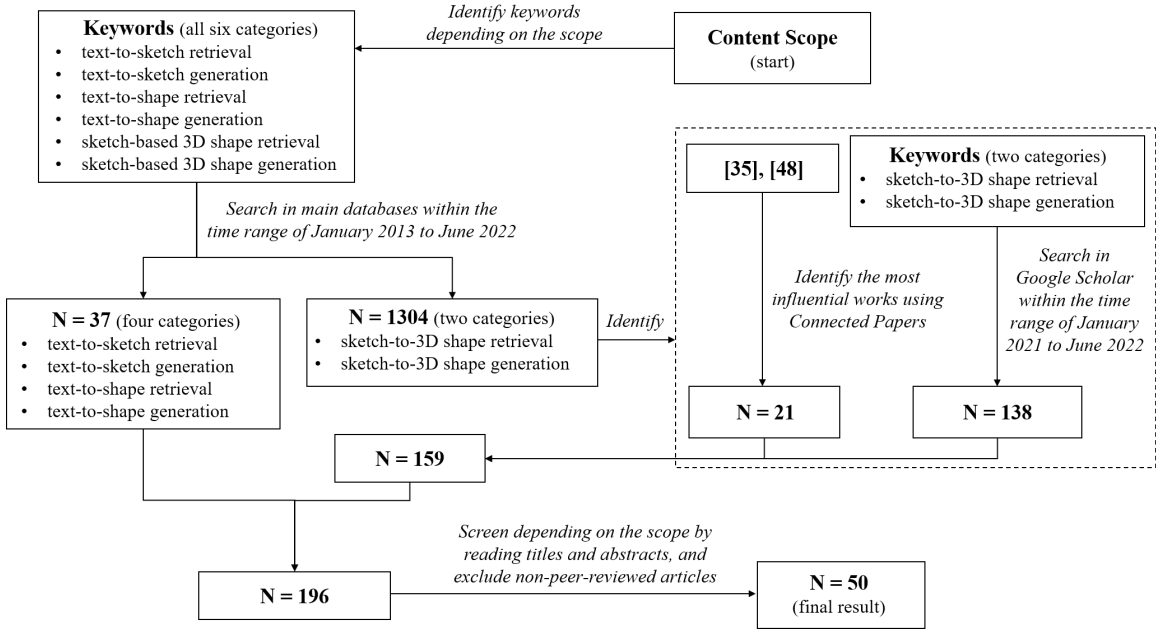 Keywords (all six categories)
• text-to-sketch retrieval
• text-to-sketch generation
• text-to-shape retrieval
• text-to-shape generation
• sketch-based 3D shape retrieval
• sketch-based 3D shape generation
Identify keywords
depending on the scope
Content Scope
(start)
Search in main databases within the
time range of January 2013 to June 2022
N = 37 (four categories)
• text-to-sketch retrieval
• text-to-sketch generation
• text-to-shape retrieval
• text-to-shape generation
N = 1304 (two categories)
• sketch-to-3D shape retrieval
• sketch-to-3D shape generation
Identify
[35], [48]
Keywords (two categories)
• sketch-to-3D shape retrieval
• sketch-to-3D shape generation
Identify the most
influential works using
Connected Papers
Search in
Google Scholar
within the time
range of January
2021 to June 2022
N = 21
N = 138
N = 159
N = 196
Screen depending on the scope by
reading titles and abstracts, and
exclude non-peer-reviewed articles
N = 50
(final result)